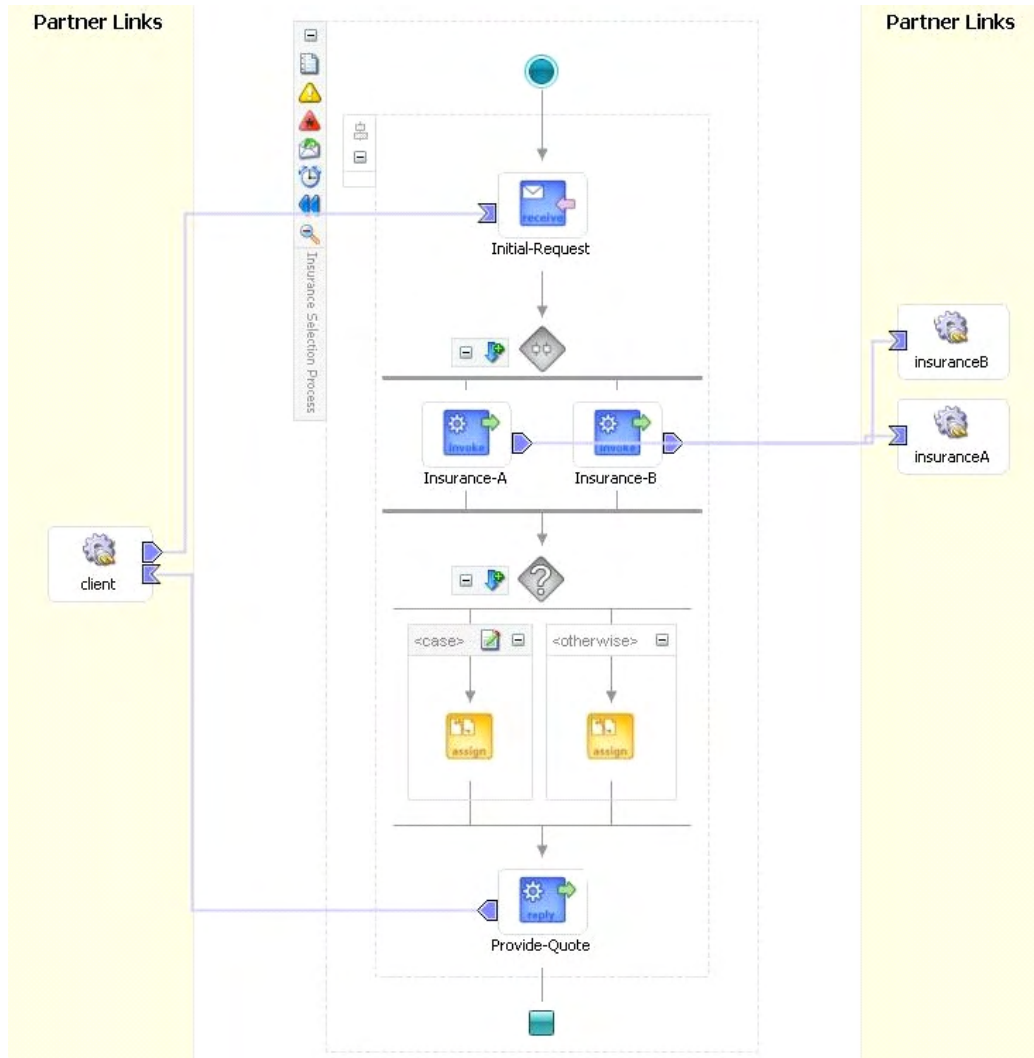 Partner Links
Partner Links
receive
Initial-Request
Insurance Selection Process
insuranceB
invoke
invoke
insuranceA
Insurance-A
Insurance-B
client
<case>
<otherwise>
assign
assign
reply
Provide-Quote